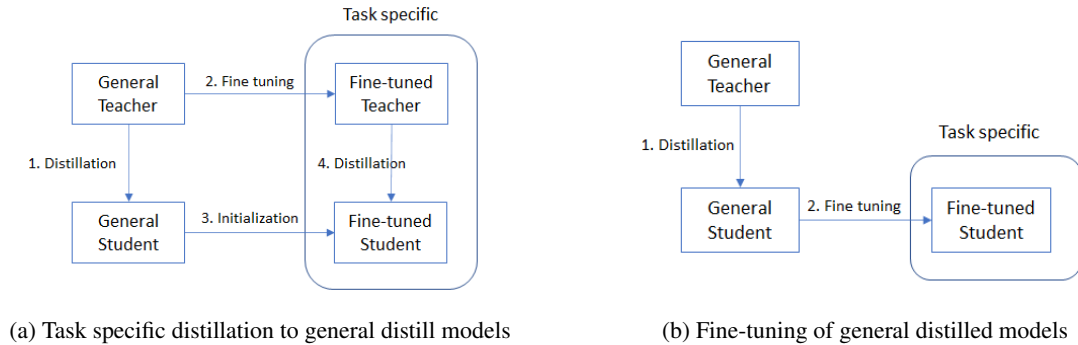 Task specific
General
Teacher
2. Fine tuning
Fine-tuned
Teacher
1. Distillation
4. Distillation
General
Student
3. Initialization
Fine-tuned
Student
(a) Task specific distillation to general distill models
General
Teacher
1. Distillation
Task specific
General
Student
2. Fine tuning
Fine-tuned
Student
(b) Fine-tuning of general distilled models